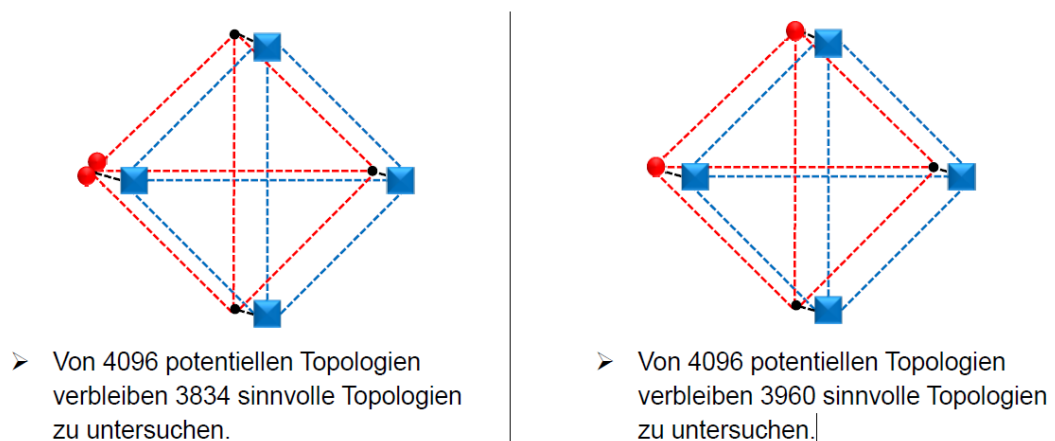 Von 4096 potentiellen Topologien
verbleiben 3834 sinnvolle Topologien
zu untersuchen.
Von 4096 potentiellen Topologien
verbleiben 3960 sinnvolle Topologien
zu untersuchen.